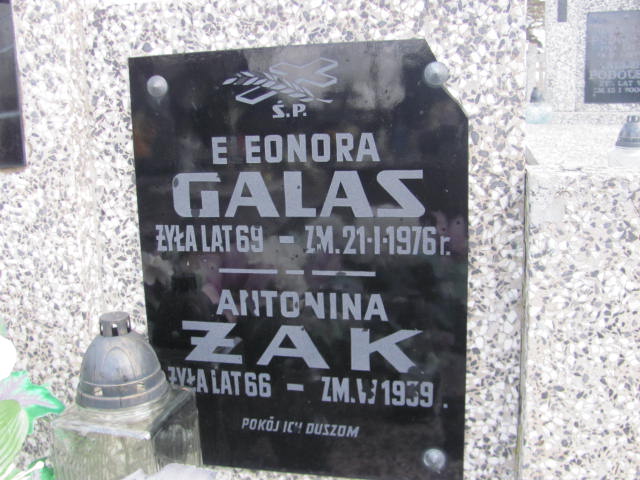 Ś.P.
E EONORA
GALAS
ŻYŁA LAT 69 - ZM. 21-I-1976 r.
ANTONINA
ŻAK
ŻYŁA LAT 66 - ZM. 1939
POKÓJ ICH DUSZOM